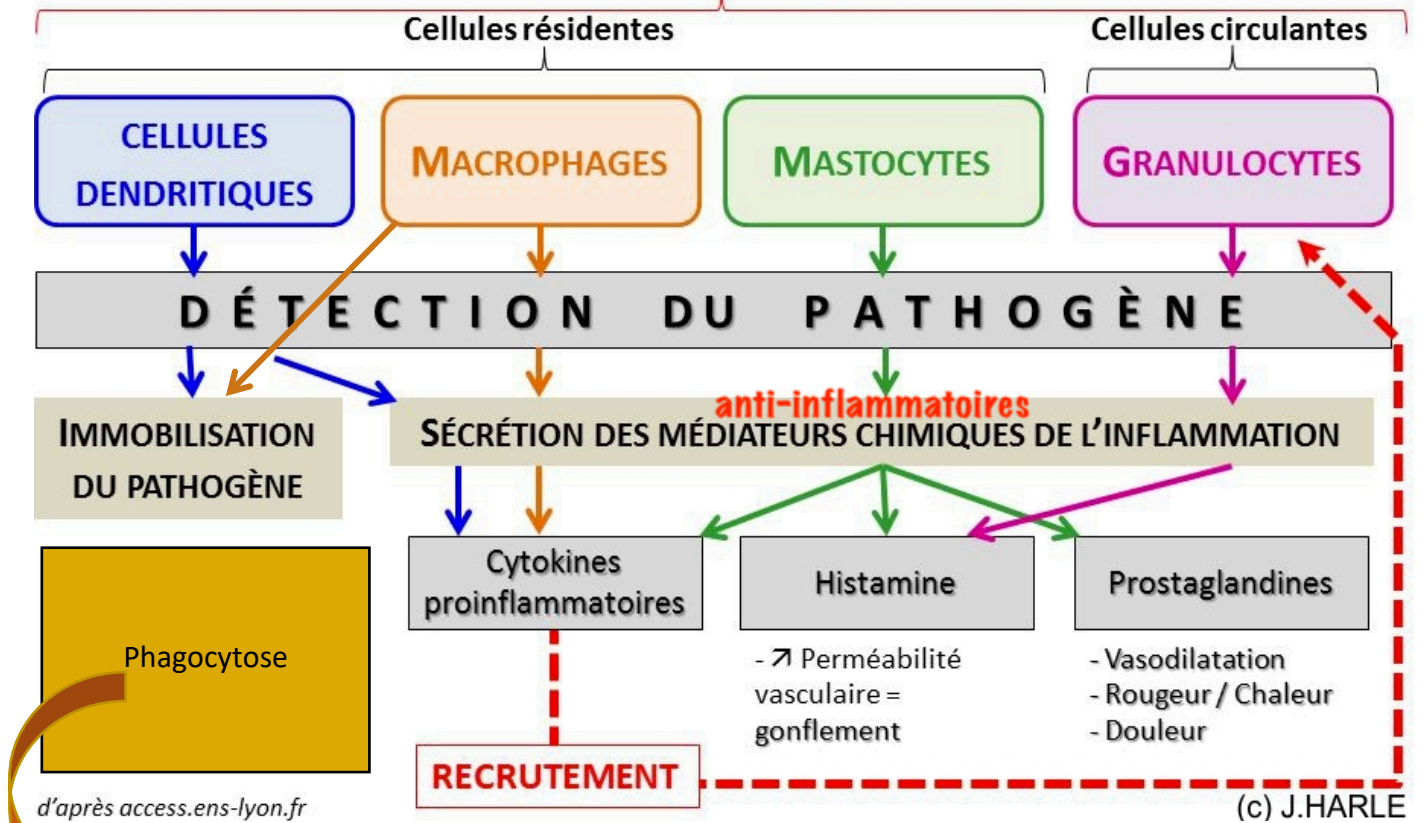 Cellules résidentes
Cellules circulantes
CELLULES
DENDRITIQUES
MACROPHAGES
MASTOCYTES
GRANULOCYTES
DÉTECTION DU PATHOGÈNE
anti-inflammatoires
IMMOBILISATION
DU PATHOGÈNE
SÉCRÉTION DES MÉDIATEURS CHIMIQUES DE L'INFLAMMATION
Cytokines
proinflammatoires
Histamine
Prostaglandines
Phagocytose
- ↗ Perméabilité
vasculaire =
gonflement
- Vasodilatation
- Rougeur / Chaleur
- Douleur
RECRUTEMENT
d'après access.ens-lyon.fr
(c) J.HARLE